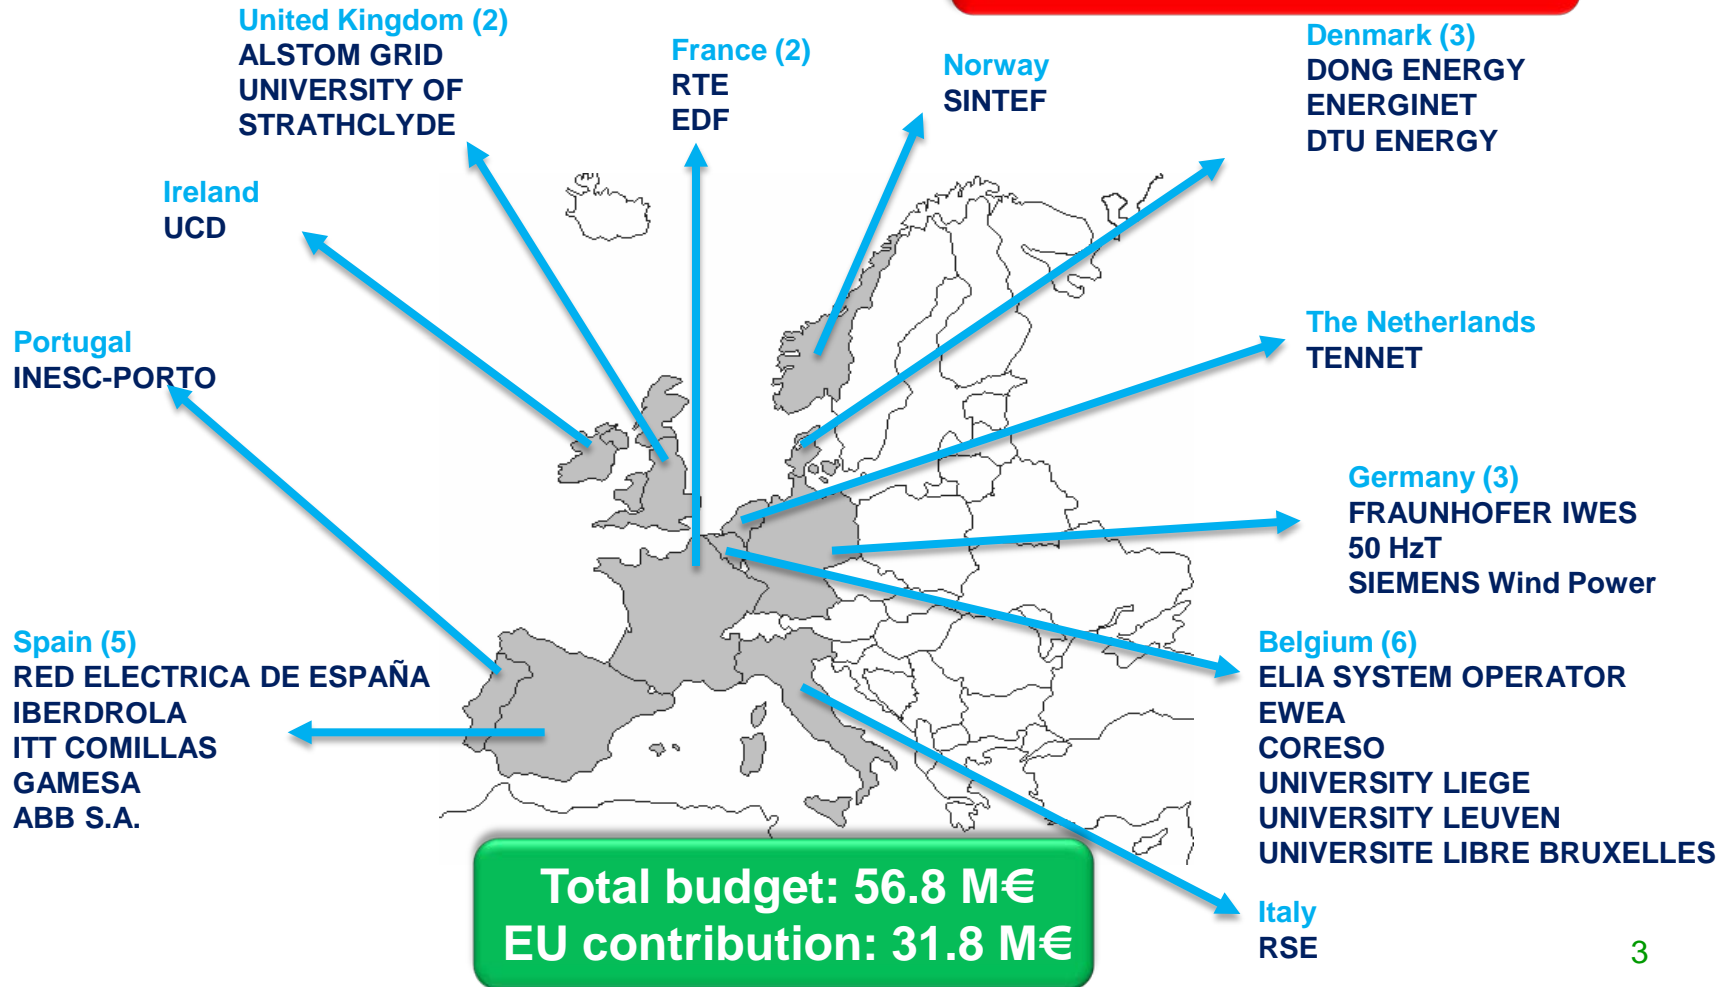 United Kingdom (2)
ALSTOM GRID
UNIVERSITY OF
STRATHCLYDE
France (2)
RTE
EDF
Norway
SINTEF
Denmark (3)
DONG ENERGY
ENERGINET
DTU ENERGY
Ireland
UCD
Portugal
INESC-PORTO
The Netherlands
TENNET
Germany (3)
FRAUNHOFER IWES
50 HzT
SIEMENS Wind Power
Spain (5)
RED ELECTRICA DE ESPAÑA
IBERDROLA
ITT COMILLAS
GAMESA
ABB S.A.
Belgium (6)
ELIA SYSTEM OPERATOR
EWEA
CORESO
UNIVERSITY LIEGE
UNIVERSITY LEUVEN
UNIVERSITE LIBRE BRUXELLES
Total budget: 56.8 M€
EU contribution: 31.8 M€
Italy
RSE
3